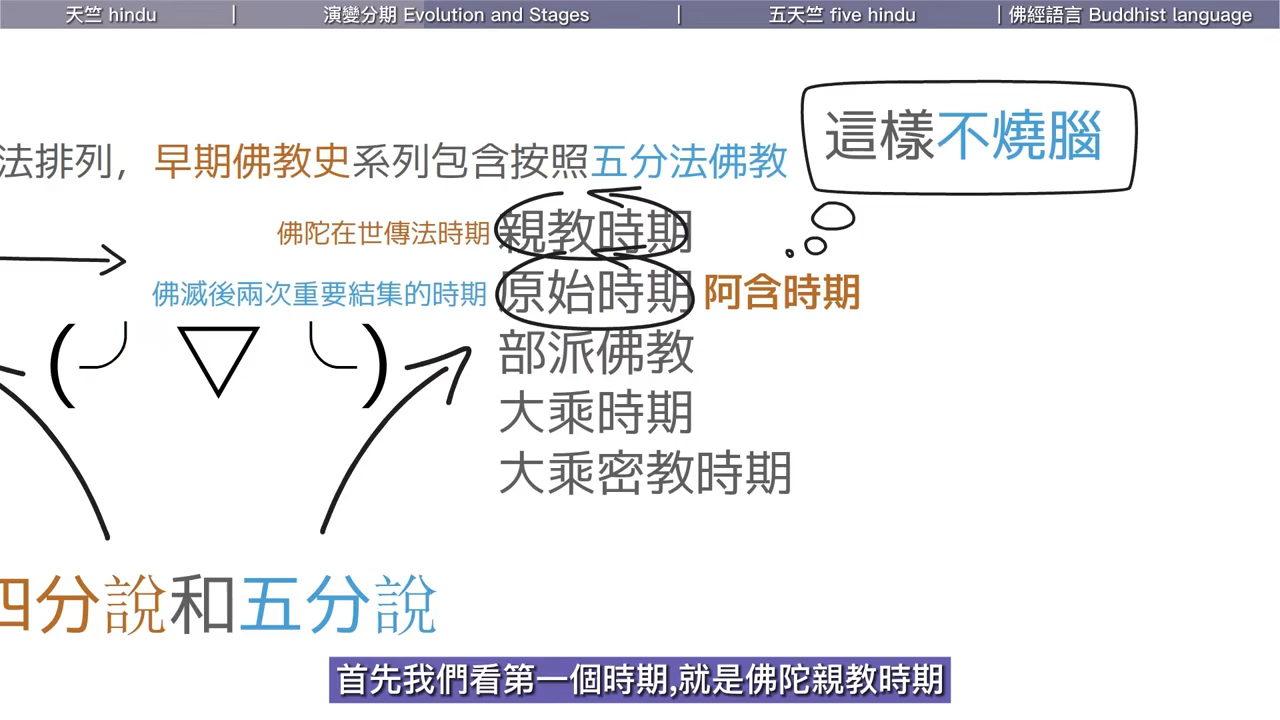 天竺 hindu | 演變分期 Evolution and Stages | 五天竺 five hindu | 佛經語言 Buddhist language
這樣不燒腦
法排列，早期佛教史系列包含按照五分法佛教
佛陀在世傳法時期 親教時期
佛滅後兩次重要結集的時期 原始時期 阿含時期
部派佛教
大乘時期
大乘密教時期
四分說和五分說
首先我們看第一個時期,就是佛陀親教時期